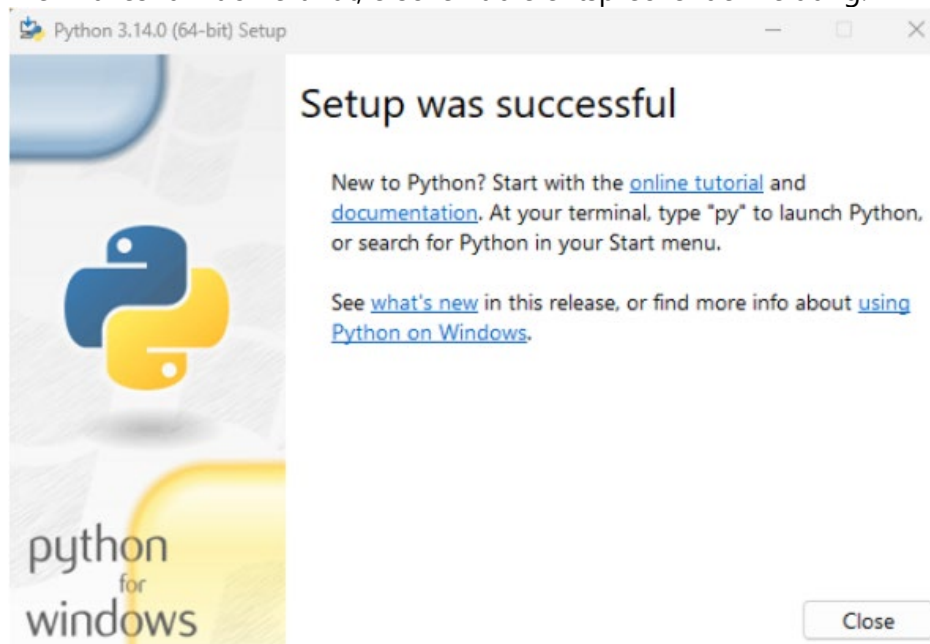 Python 3.14.0 (64-bit) Setup
Setup was successful
New to Python? Start with the online tutorial and
documentation. At your terminal, type "py" to launch Python,
or search for Python in your Start menu.
See what's new in this release, or find more info about using
Python on Windows.
python
for
windows
Close